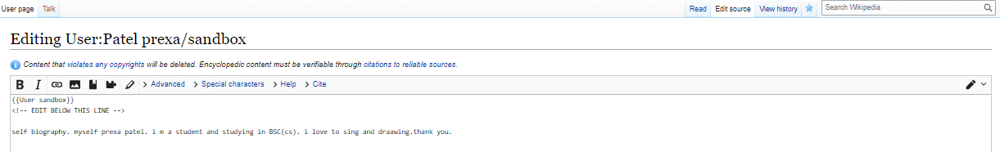 User page Talk Read Edit source View history Search Wikipedia
Editing User:Patel prexa/sandbox
Content that violates any copyrights will be deleted. Encyclopedic content must be verifiable through citations to reliable sources.
B I > Advanced > Special characters > Help > Cite
{{User sandbox}}
<!-- EDIT BELOW THIS LINE -->
self biography. myself prexa patel. i m a student and studying in BSC(cs). i love to sing and draawing.thank you.